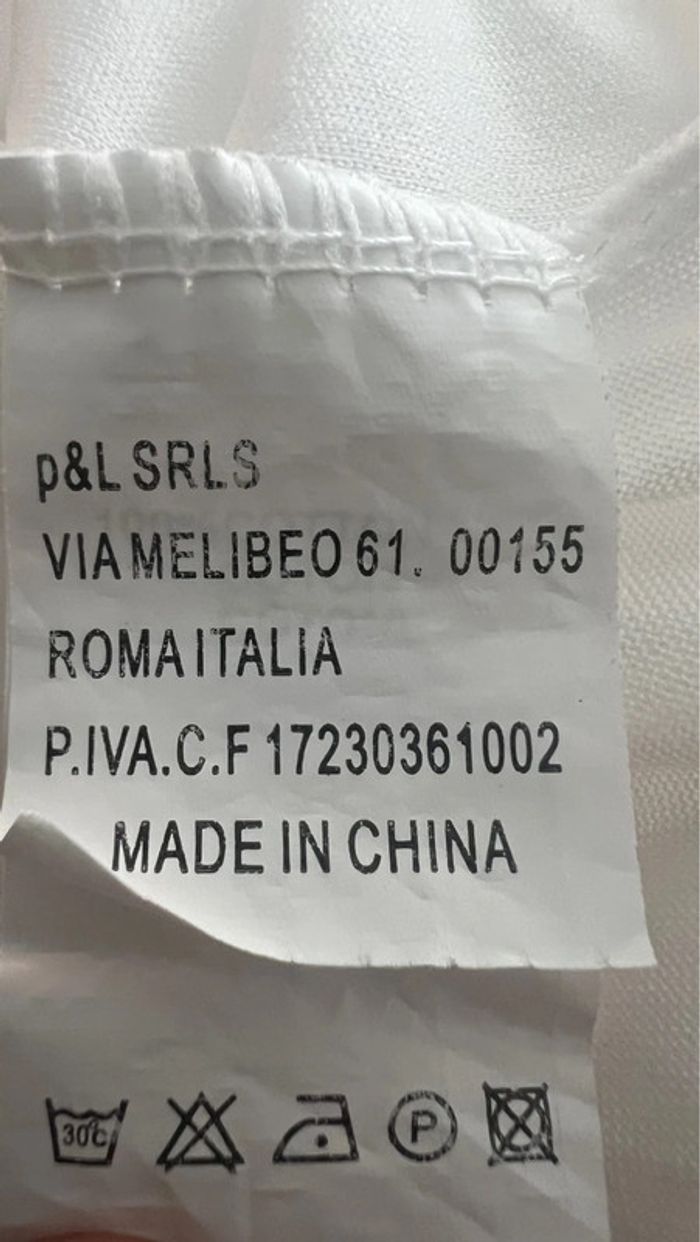 p&L SRLS
VIA MELIBEO 61. 00155
ROMA ITALIA
P.IVA.C.F 17230361002
MADE IN CHINA
30°C
P